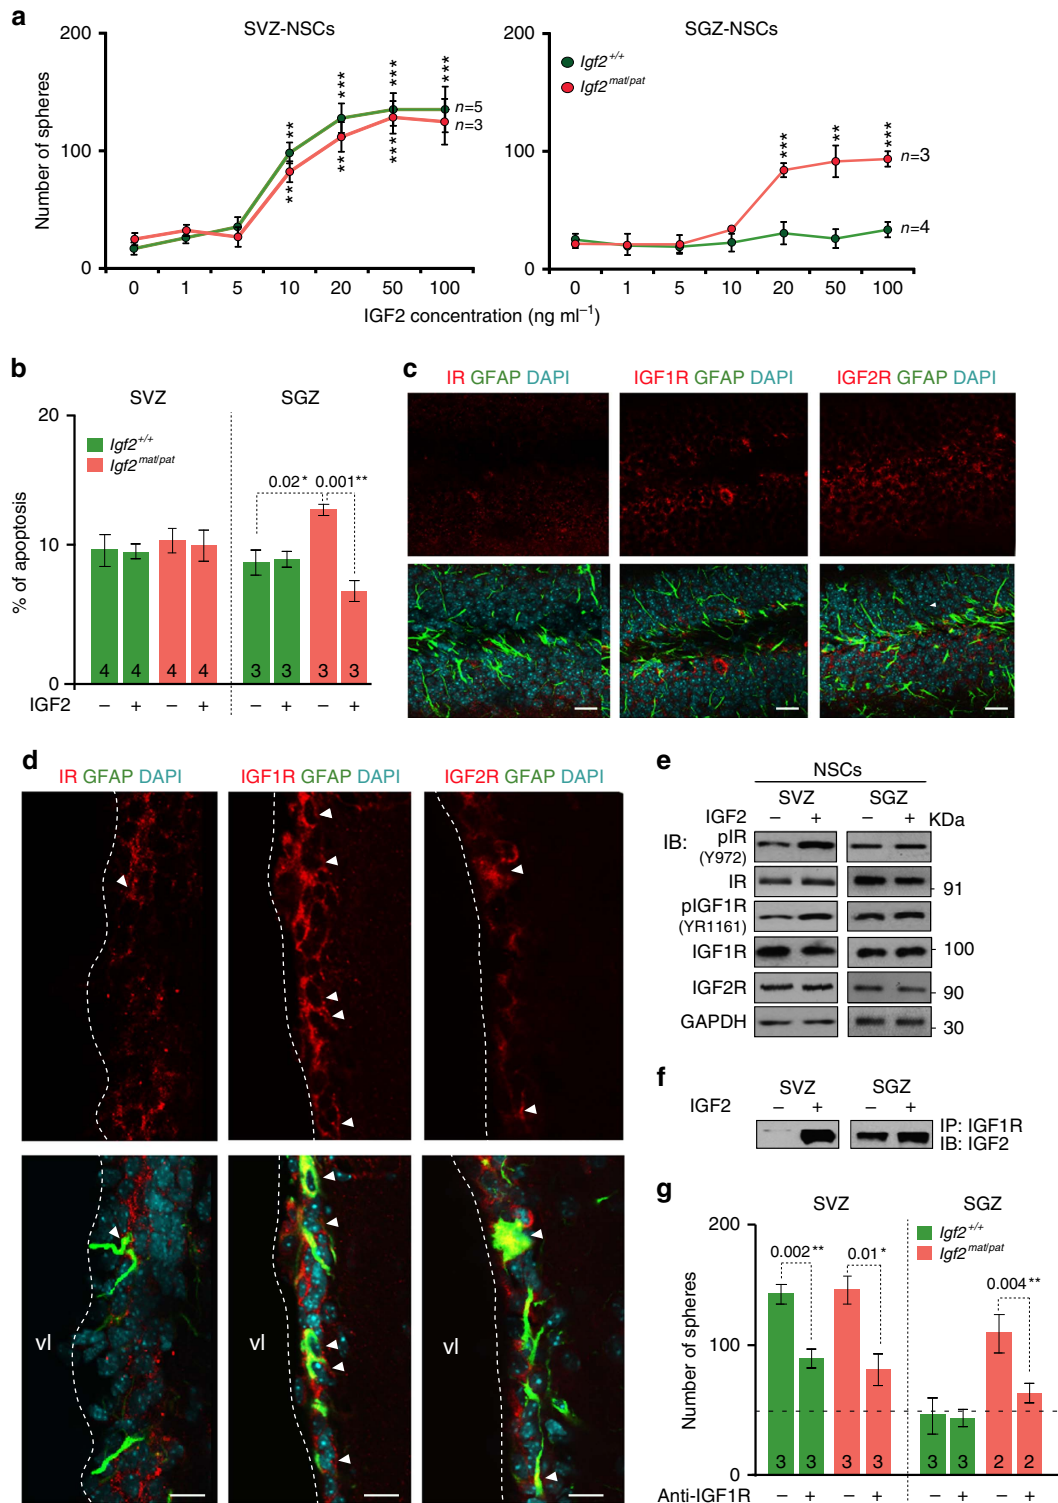 a
SVZ-NSCs
SGZ-NSCs
Number of spheres
200
100
0
***
***
***
***
***
***
***
***
n=5
n=3
0 1 5 10 20 50 100
200
100
0
Igf2+/+
Igf2mat/pat
***
**
***
n=3
n=4
0 1 5 10 20 50 100
IGF2 concentration (ng ml–1)
b
SVZ
SGZ
% of apoptosis
20
10
0
Igf2+/+
Igf2mat/pat
0.02* 0.001**
4 4 4 4 3 3 3 3
IGF2 – + – + – + – +
c
IR GFAP DAPI
IGF1R GFAP DAPI
IGF2R GFAP DAPI
d
IR GFAP DAPI
IGF1R GFAP DAPI
IGF2R GFAP DAPI
vl
vl
vl
e
NSCs
SVZ SGZ
IGF2 – + – + KDa
IB: pIR
(Y972)
IR 91
pIGF1R
(YR1161)
IGF1R 100
IGF2R 90
GAPDH 30
f
SVZ SGZ
IGF2 – + – +
IP: IGF1R
IB: IGF2
g
SVZ
SGZ
Number of spheres
200
100
0
Igf2+/+
Igf2mat/pat
0.002** 0.01*
0.004**
3 3 3 3 3 3 2 2
Anti-IGF1R – + – + – + – +